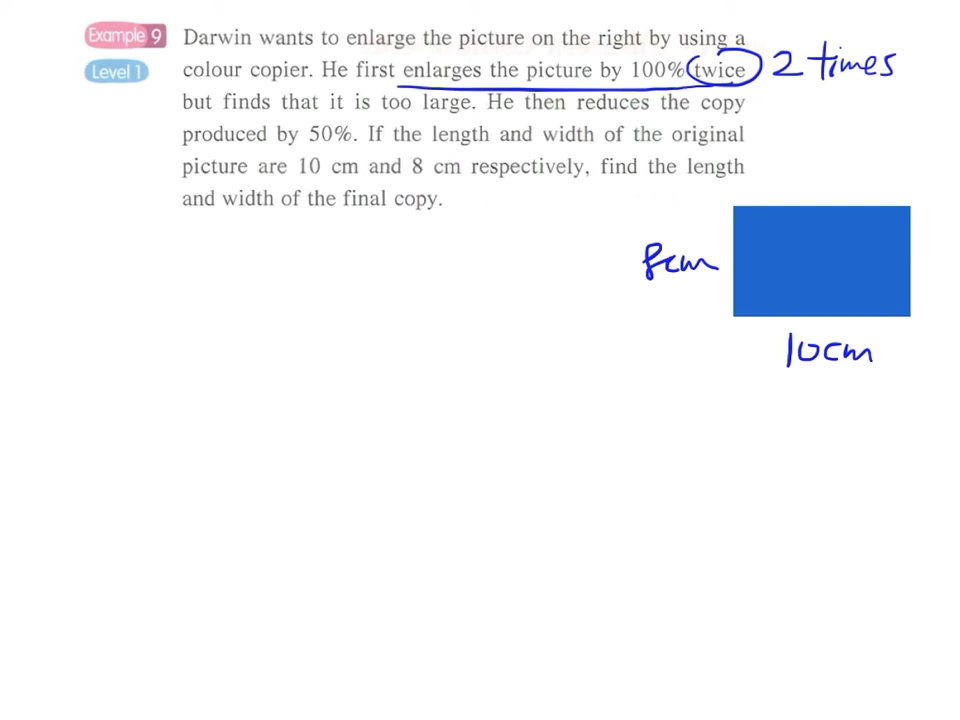 Example 9 Darwin wants to enlarge the picture on the right by using a
Level 1 colour copier. He first enlarges the picture by 100% twice 2 times
but finds that it is too large. He then reduces the copy
produced by 50%. If the length and width of the original
picture are 10 cm and 8 cm respectively, find the length
and width of the final copy.
8cm
10cm